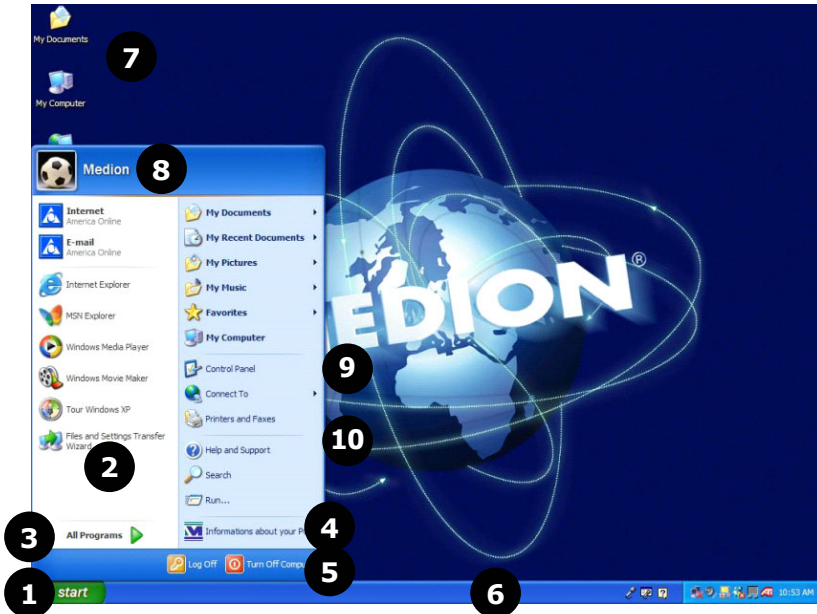 My Documents
7
My Computer
Medion
8
Internet
America Online
E-mail
America Online
Internet Explorer
MSN Explorer
Windows Media Player
Windows Movie Maker
Tour Windows XP
Files and Settings Transfer
Wizard
2
3
All Programs
My Documents
My Recent Documents
My Pictures
My Music
Favorites
My Computer
Control Panel
9
Connect To
Printers and Faxes
10
Help and Support
Search
Run...
Informations about your
4
Log Off
Turn Off
5
EDION®
1
start
6
10:53 AM